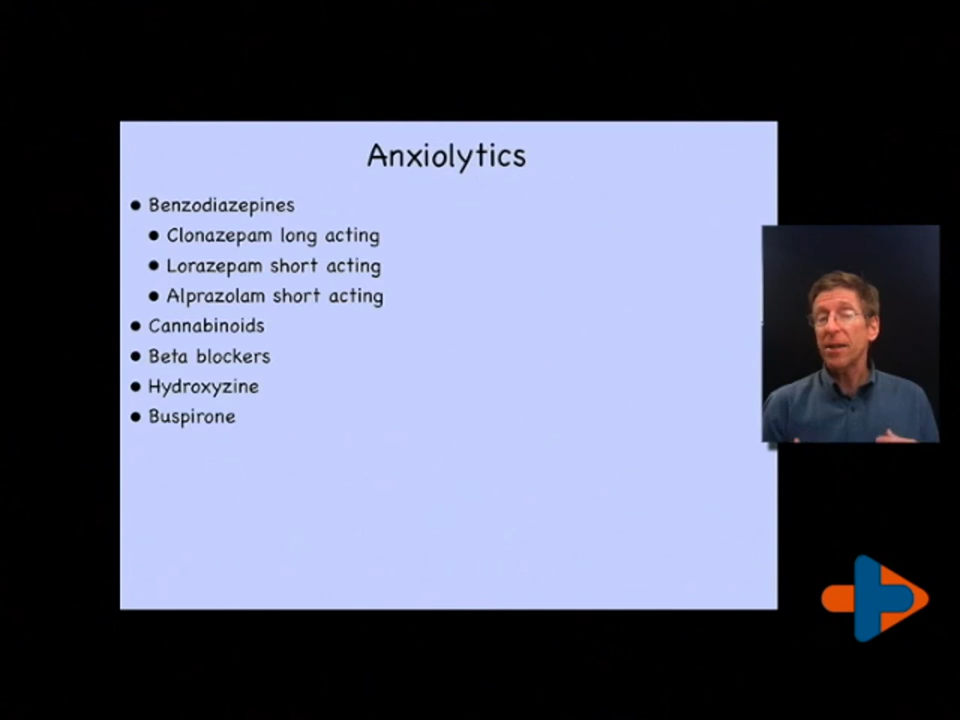 Anxiolytics
● Benzodiazepines
● Clonazepam long acting
● Lorazepam short acting
● Alprazolam short acting
● Cannabinoids
● Beta blockers
● Hydroxyzine
● Buspirone